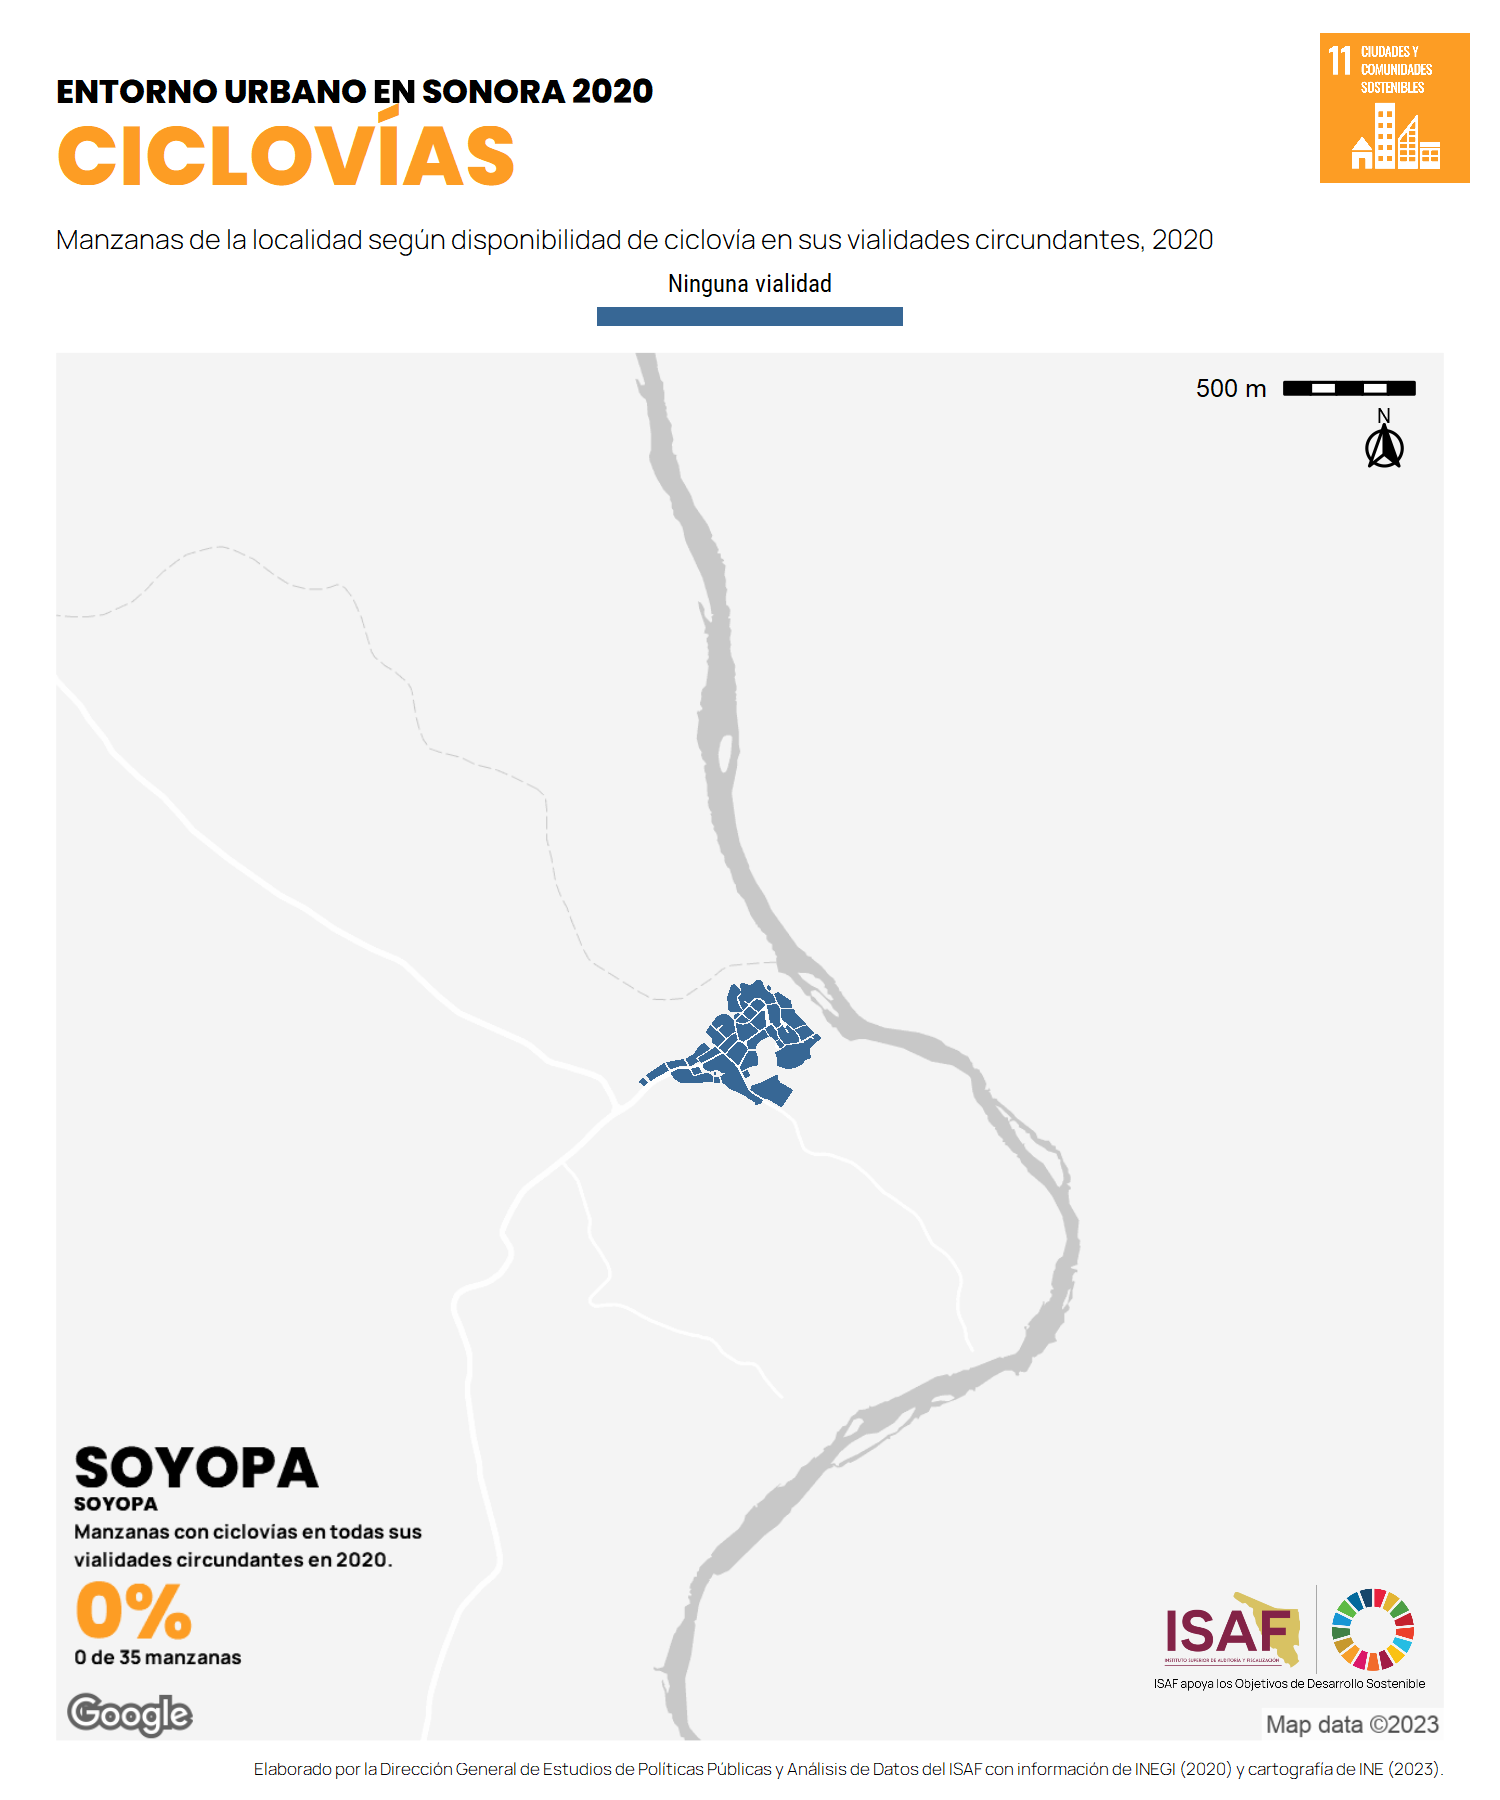 ENTORNO URBANO EN SONORA 2020
CICLOVÍAS
11 CIUDADES Y
COMUNIDADES
SOSTENIBLES
Manzanas de la localidad según disponibilidad de ciclovía en sus vialidades circundantes, 2020
Ninguna vialidad
500 m
N
SOYOPA
SOYOPA
Manzanas con ciclovias en todas sus
vialidades circundantes en 2020.
0%
0 de 35 manzanas
Google
ISAF
INSTITUTO SUPERIOR DE AUDITORÍA Y FISCALIZACIÓN
ISAF apoya los Objetivos de Desarrollo Sostenible
Map data ©2023
Elaborado por la Dirección General de Estudios de Políticas Públicas y Análisis de Datos del ISAF con información de INEGI (2020) y cartografía de INE (2023).